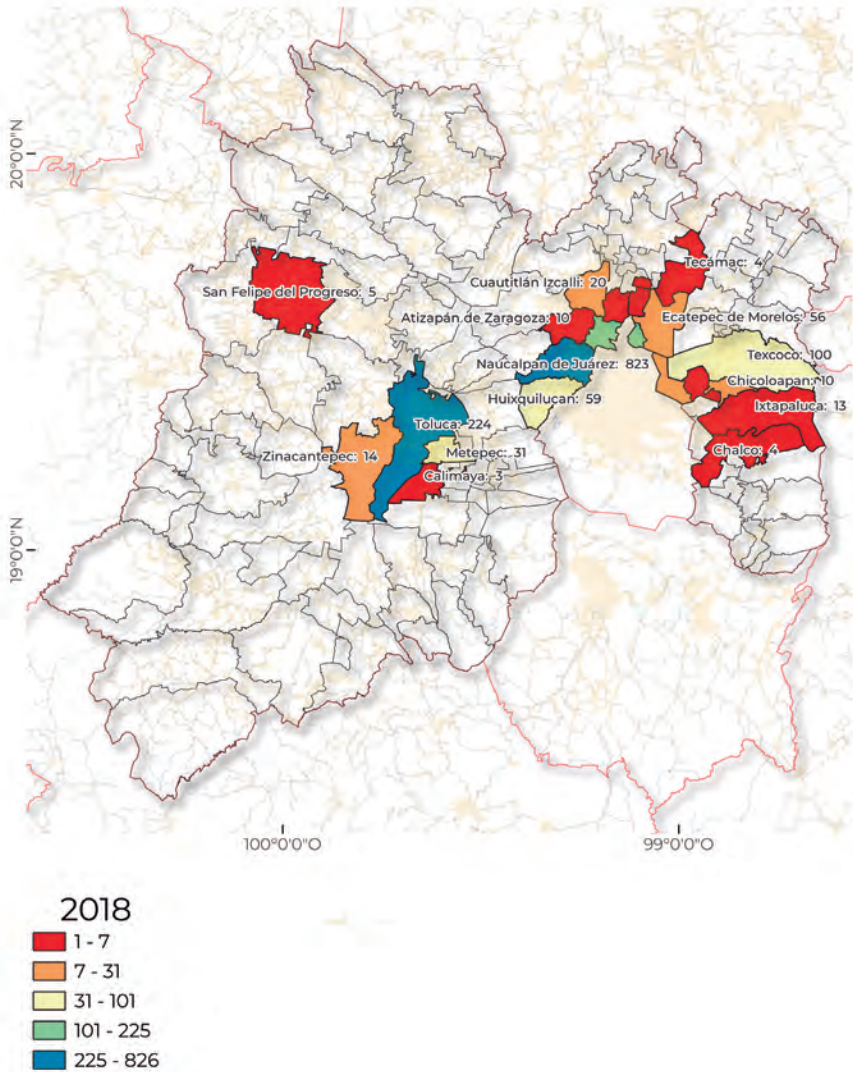 20°0'0"N
Tecámac: 4
Cuautitlán Izcalli: 20
San Felipe del Progreso: 5
Ecatepec de Morelos: 56
Atizapán de Zaragoza: 10
Texcoco: 100
Naucalpan de Juárez: 823
Chicoloapan: 10
Huixquilucan: 59
Ixtapaluca: 13
Toluca: 224
Metepec: 31
Chalco: 4
Zinacantepec: 14
Calimaya: 3
19°0'0"N
100°0'0"O
99°0'0"O
2018
1 - 7
7 - 31
31 - 101
101 - 225
225 - 826